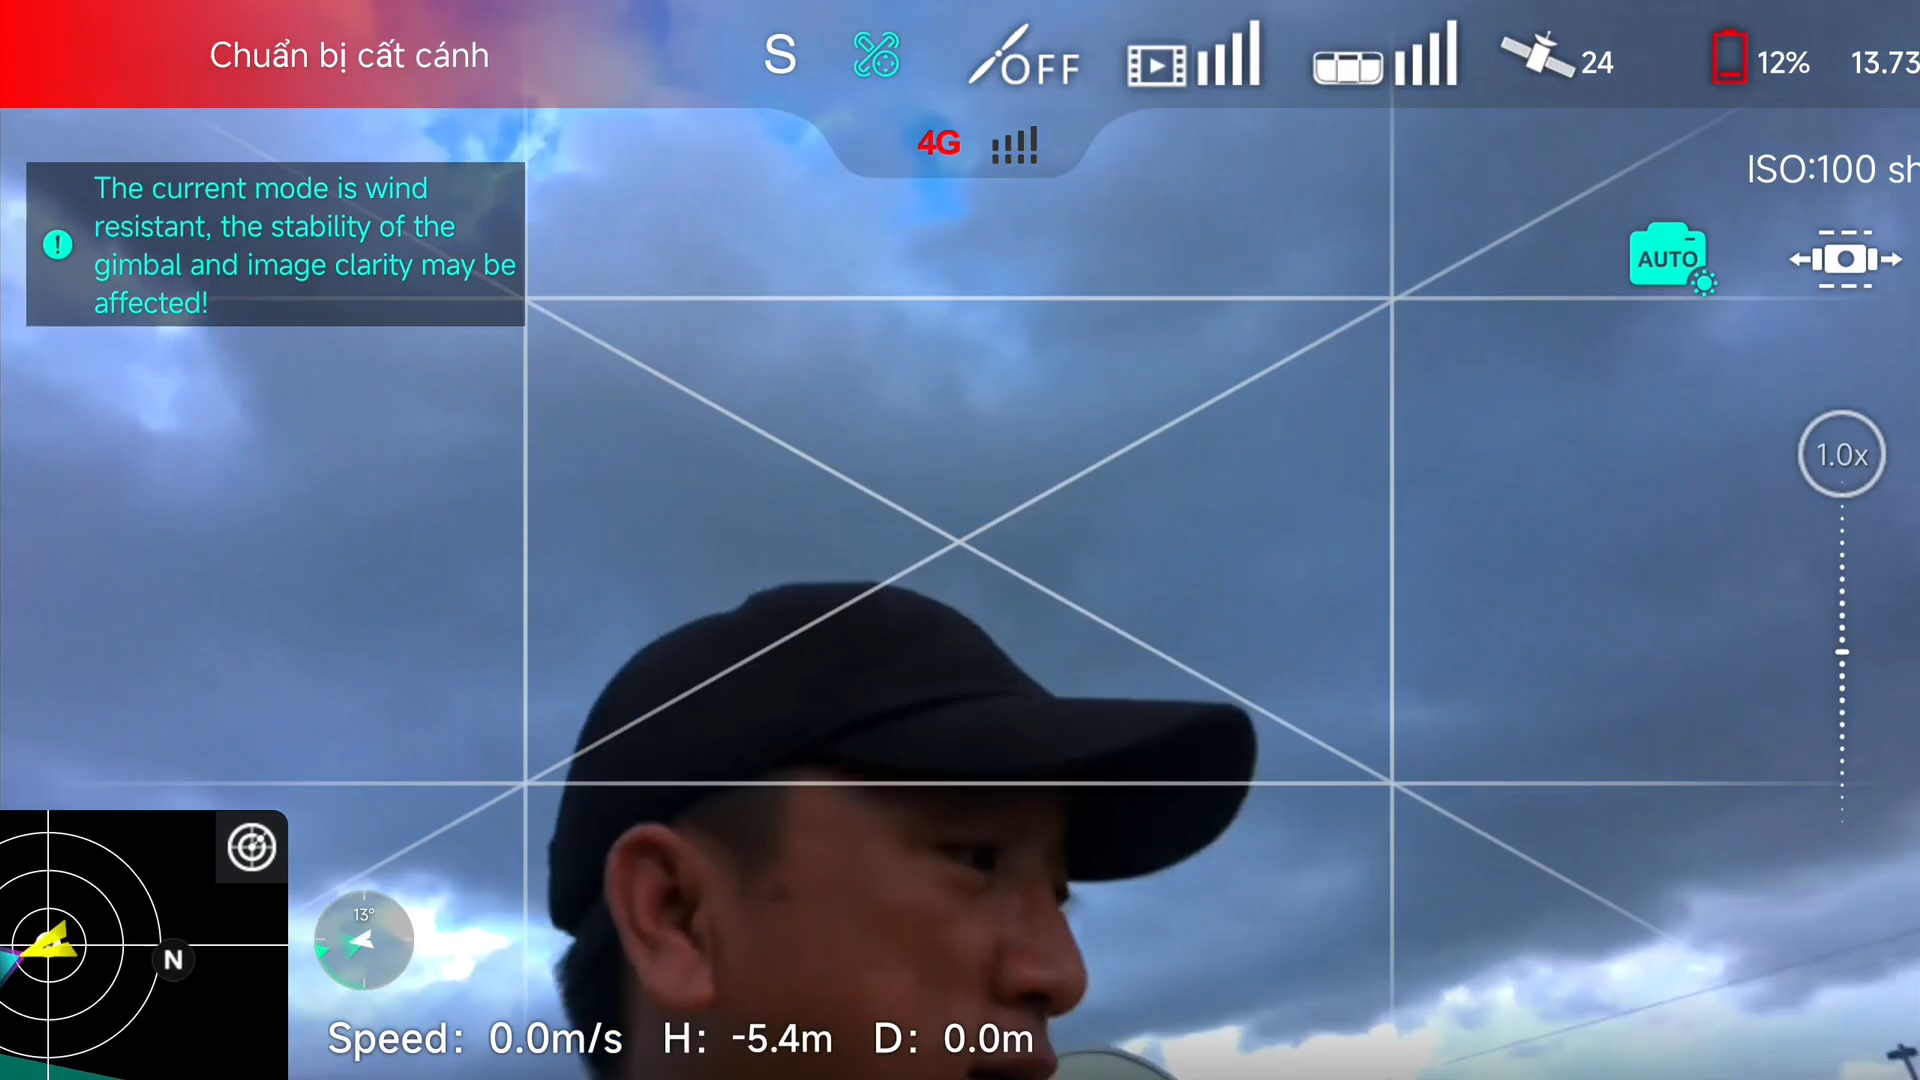 Chuẩn bị cất cánh
S
OFF
24
12%
13.73
4G
The current mode is wind
resistant, the stability of the
gimbal and image clarity may be
affected!
ISO:100 sh
AUTO
1.0x
N
13°
Speed: 0.0m/s H: -5.4m D: 0.0m